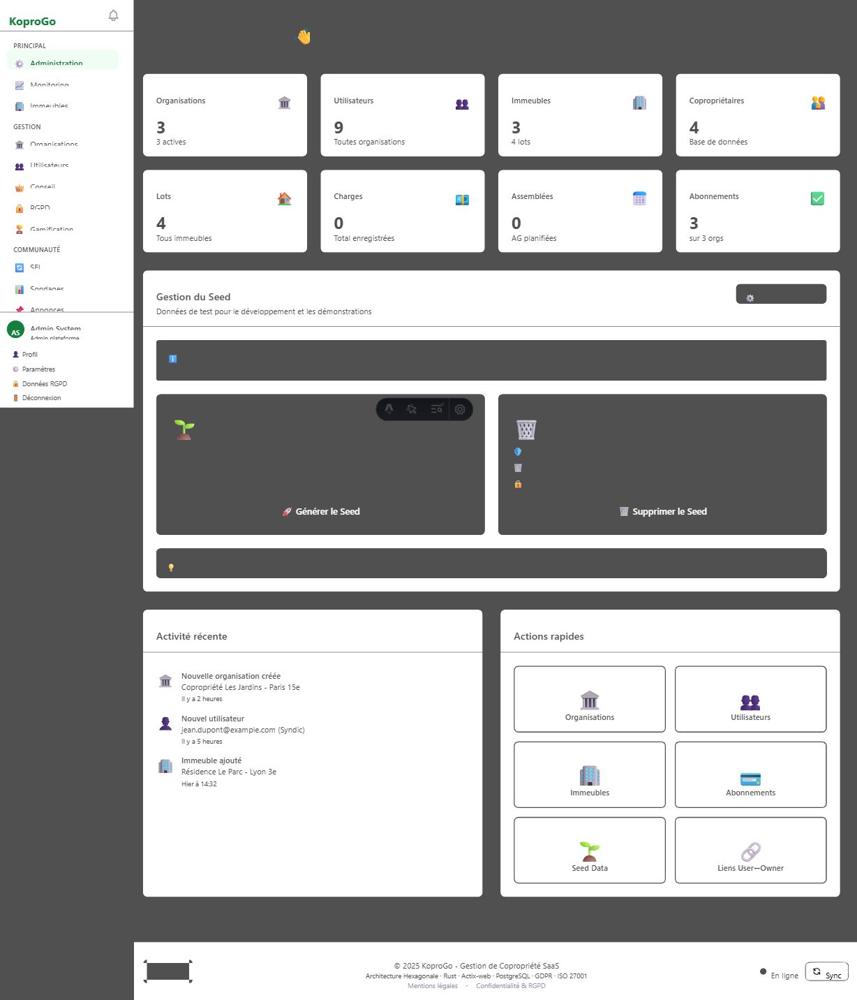 KoproGo
PRINCIPAL
Administration
Monitoring
Immeubles
GESTION
Organisations
Utilisateurs
Conseil
RGPD
Gamification
COMMUNAUTÉ
SEL
Sondages
Annonces
AS
Admin System
Admin plateforme
Profil
Paramètres
Données RGPD
Déconnexion
Organisations
3
3 actives
Utilisateurs
9
Toutes organisations
Immeubles
3
4 lots
Copropriétaires
4
Base de données
Lots
4
Tous immeubles
Charges
0
Total enregistrées
Assemblées
0
AG planifiées
Abonnements
3
sur 3 orgs
Gestion du Seed
Données de test pour le développement et les démonstrations
Générer le Seed
Supprimer le Seed
Activité récente
Nouvelle organisation créée
Copropriété Les Jardins - Paris 15e
Il y a 2 heures
Nouvel utilisateur
jean.dupont@example.com (Syndic)
Il y a 5 heures
Immeuble ajouté
Résidence Le Parc - Lyon 3e
Hier à 14:32
Actions rapides
Organisations
Utilisateurs
Immeubles
Abonnements
Seed Data
Liens User↔Owner
© 2025 KoproGo - Gestion de Copropriété SaaS
Architecture Hexagonale · Rust · Actix-web · PostgreSQL · GDPR · ISO 27001
Mentions légales · Confidentialité & RGPD
En ligne
Sync